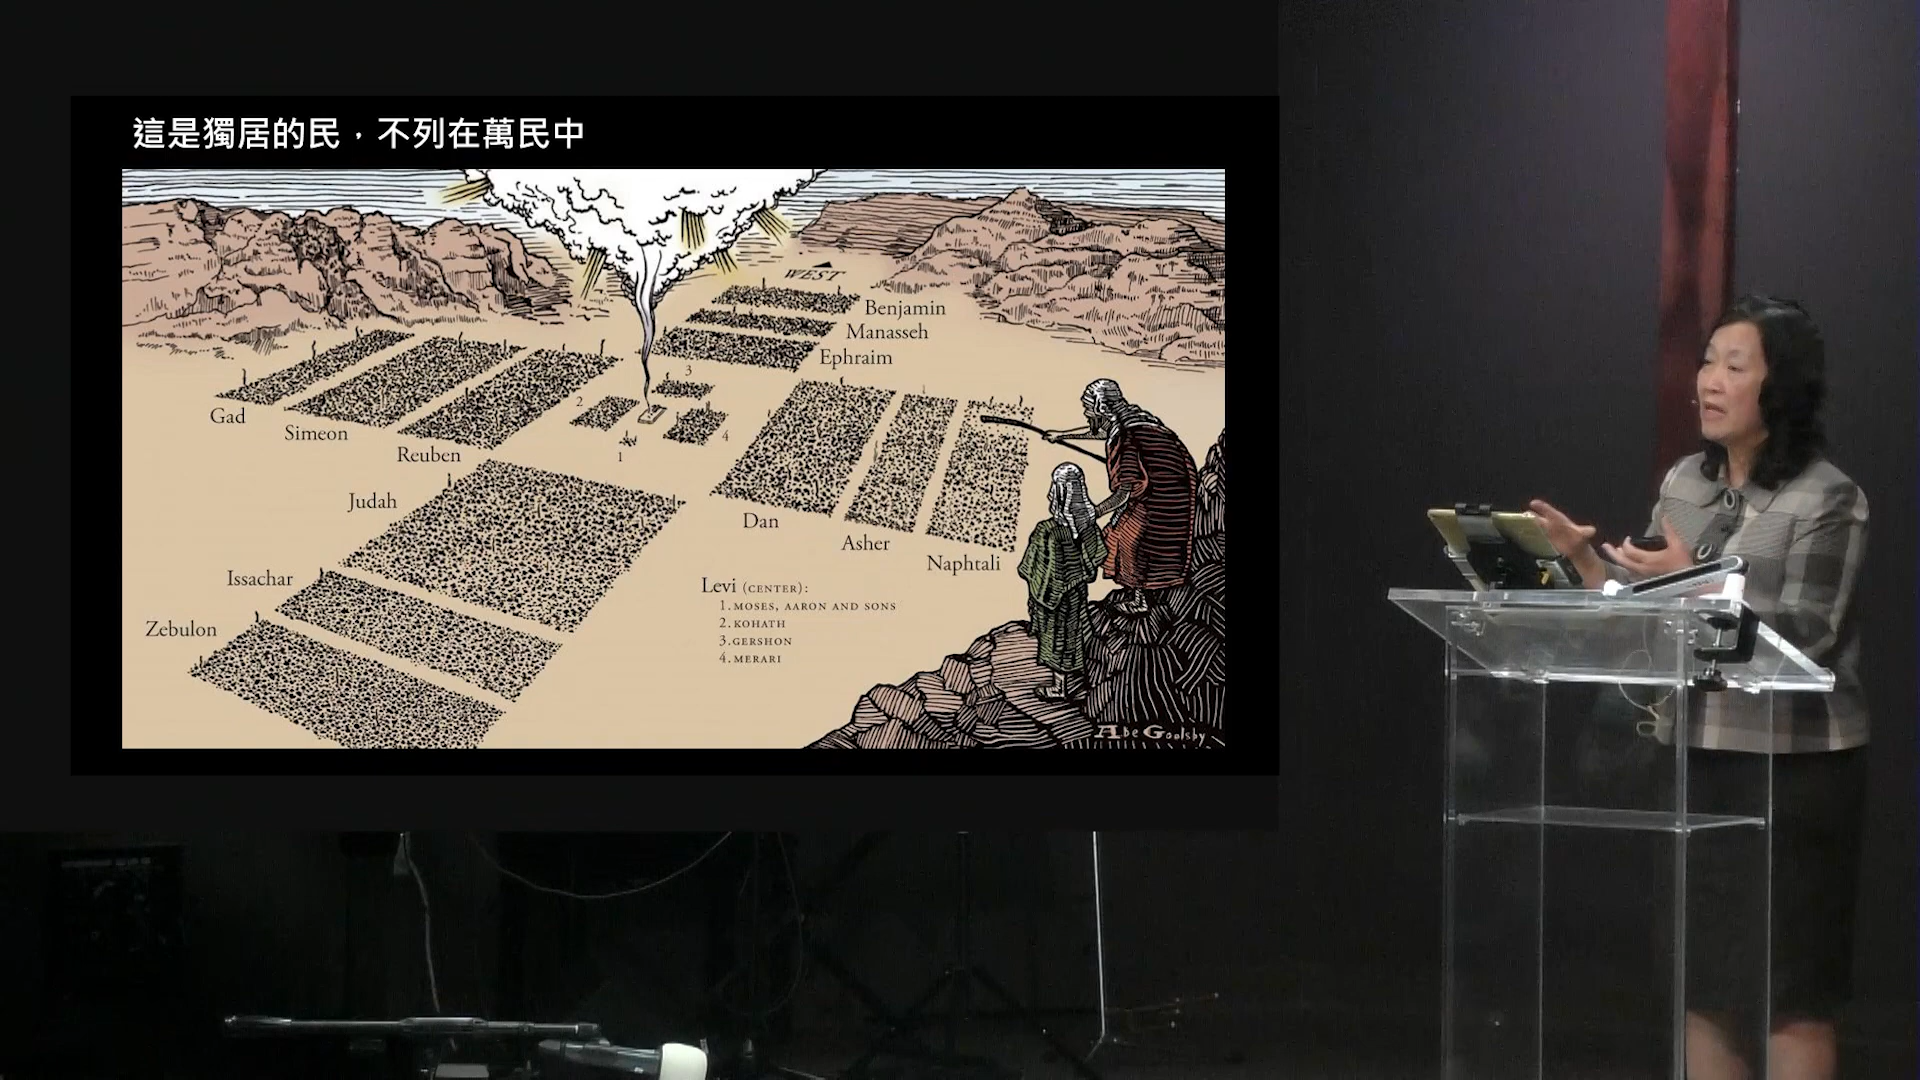 這是獨居的民，不列在萬民中
WEST
Benjamin
Manasseh
Ephraim
3
2
4
1
Gad
Simeon
Reuben
Judah
Issachar
Zebulon
Dan
Asher
Naphtali
Levi (CENTER):
1. MOSES, AARON AND SONS
2. KOHATH
3. GERSHON
4. MERARI
Abe Goolsby